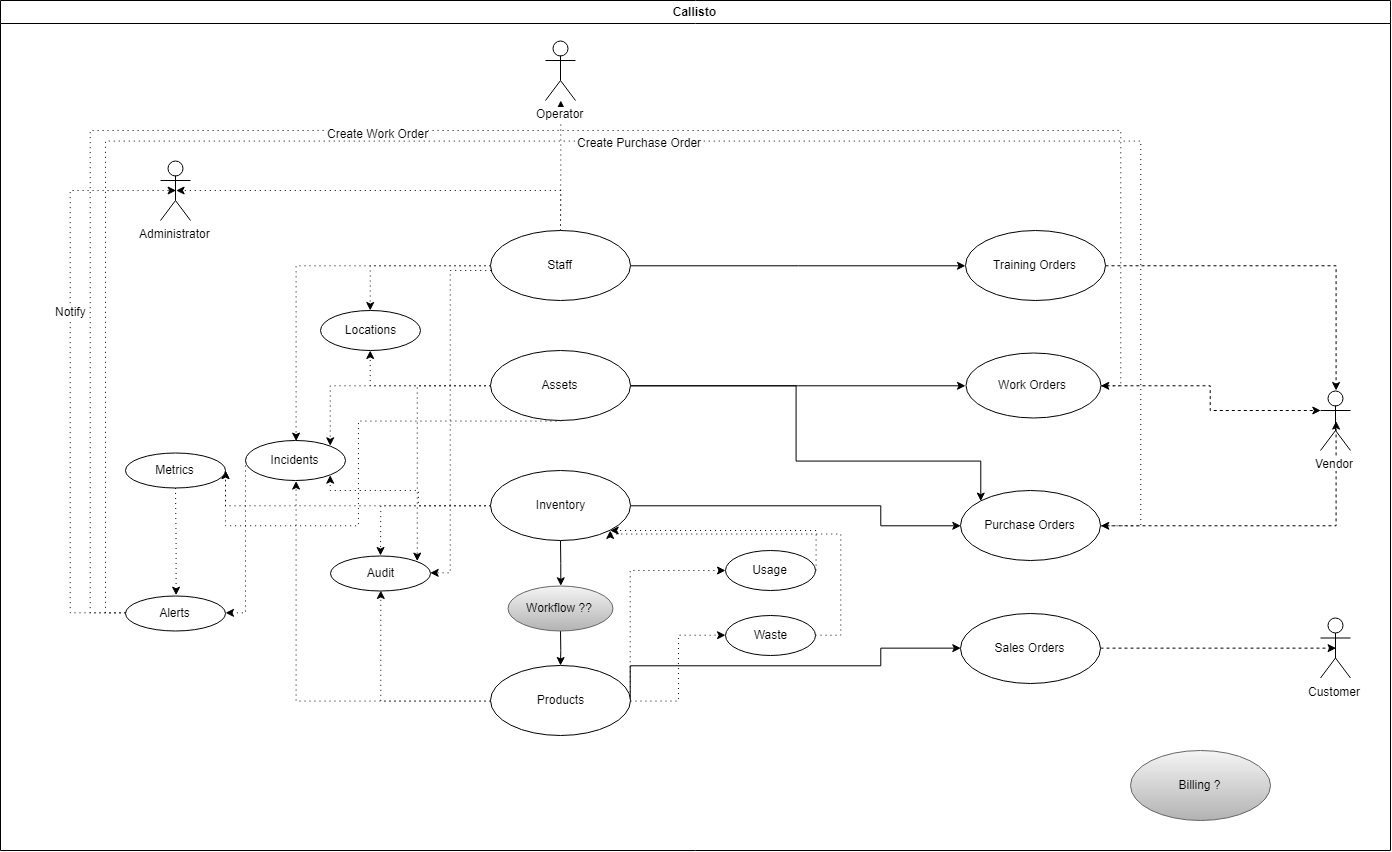 Callisto
Operator
Create Work Order
Create Purchase Order
Administrator
Staff
Training Orders
Notify
Locations
Assets
Work Orders
Incidents
Metrics
Vendor
Inventory
Purchase Orders
Audit
Usage
Alerts
Workflow ??
Waste
Sales Orders
Products
Customer
Billing ?